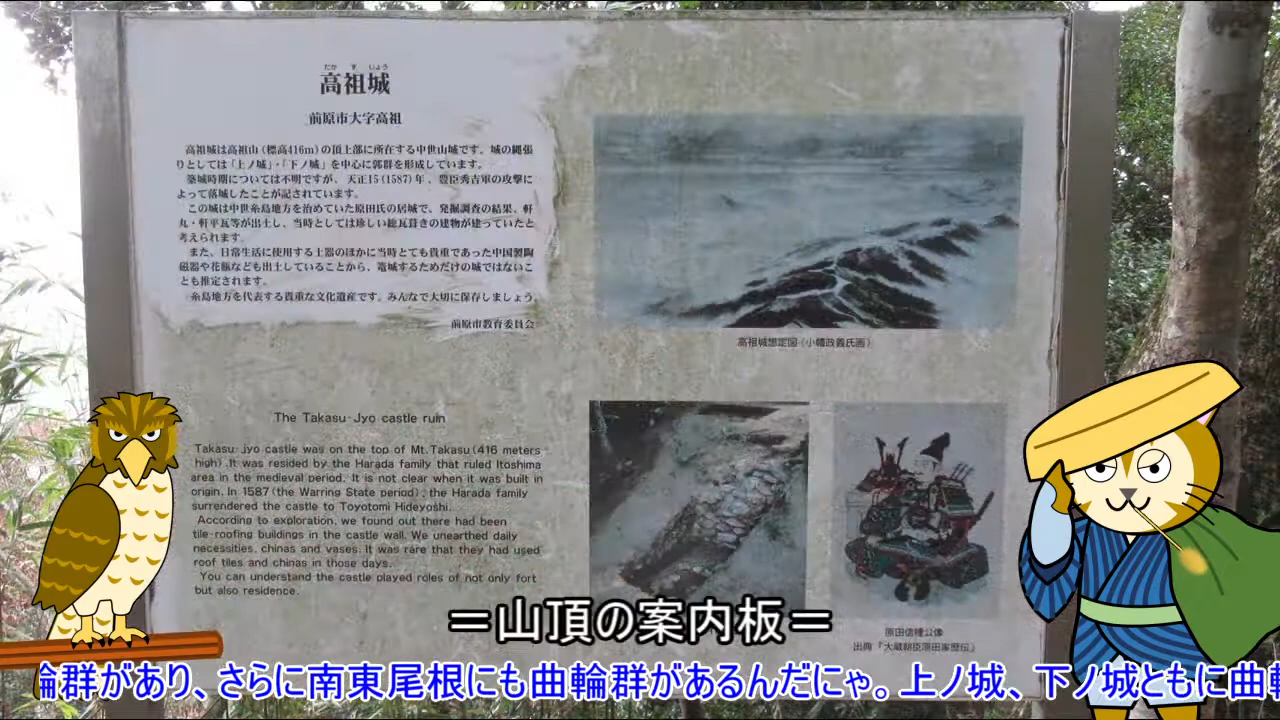 たか す じょう
高祖城
前原市大字高祖
高祖城は高祖山(標高416m)の頂上部に所在する中世山城です。城の縄張
りとしては「上ノ城」・「下ノ城」を中心に郭群を形成しています。
築城時期については不明ですが、天正15(1587)年、豊臣秀吉軍の攻撃に
よって落城したことが記されています。
この城は中世糸島地方を治めていた原田氏の居城で、発掘調査の結果、軒
丸・軒平瓦等が出土し、当時としては珍しい総瓦葺きの建物が建っていたと
考えられます。
また、日常生活に使用する土器のほかに当時とても貴重であった中国製陶
磁器や花瓶なども出土していることから、篭城するためだけの城ではないこ
とも推定されます。
糸島地方を代表する貴重な文化遺産です。みんなで大切に保存しましょう。
前原市教育委員会
高祖城想定図(小幡政義氏画)
The Takasu-Jyo castle ruin
Takasu-jyo castle was on the top of Mt.Takasu(416 meters
high). It was resided by the Harada family that ruled Itoshima
area in the medieval period. It is not clear when it was built in
origin. In 1587(the Warring State period), the Harada family
surrendered the castle to Toyotomi Hideyoshi.
According to exploration, we found out there had been
tile-roofing buildings in the castle wall. We unearthed daily
necessities, chinas and vases. It was rare that they had used
roof tiles and chinas in those days.
You can understand the castle played roles of not only fort
but also residence.
原田信種公像
出典『大蔵朝臣原田家歴伝』
=山頂の案内板=
輪群があり、さらに南東尾根にも曲輪群があるんだにゃ。上ノ城、下ノ城ともに曲輪